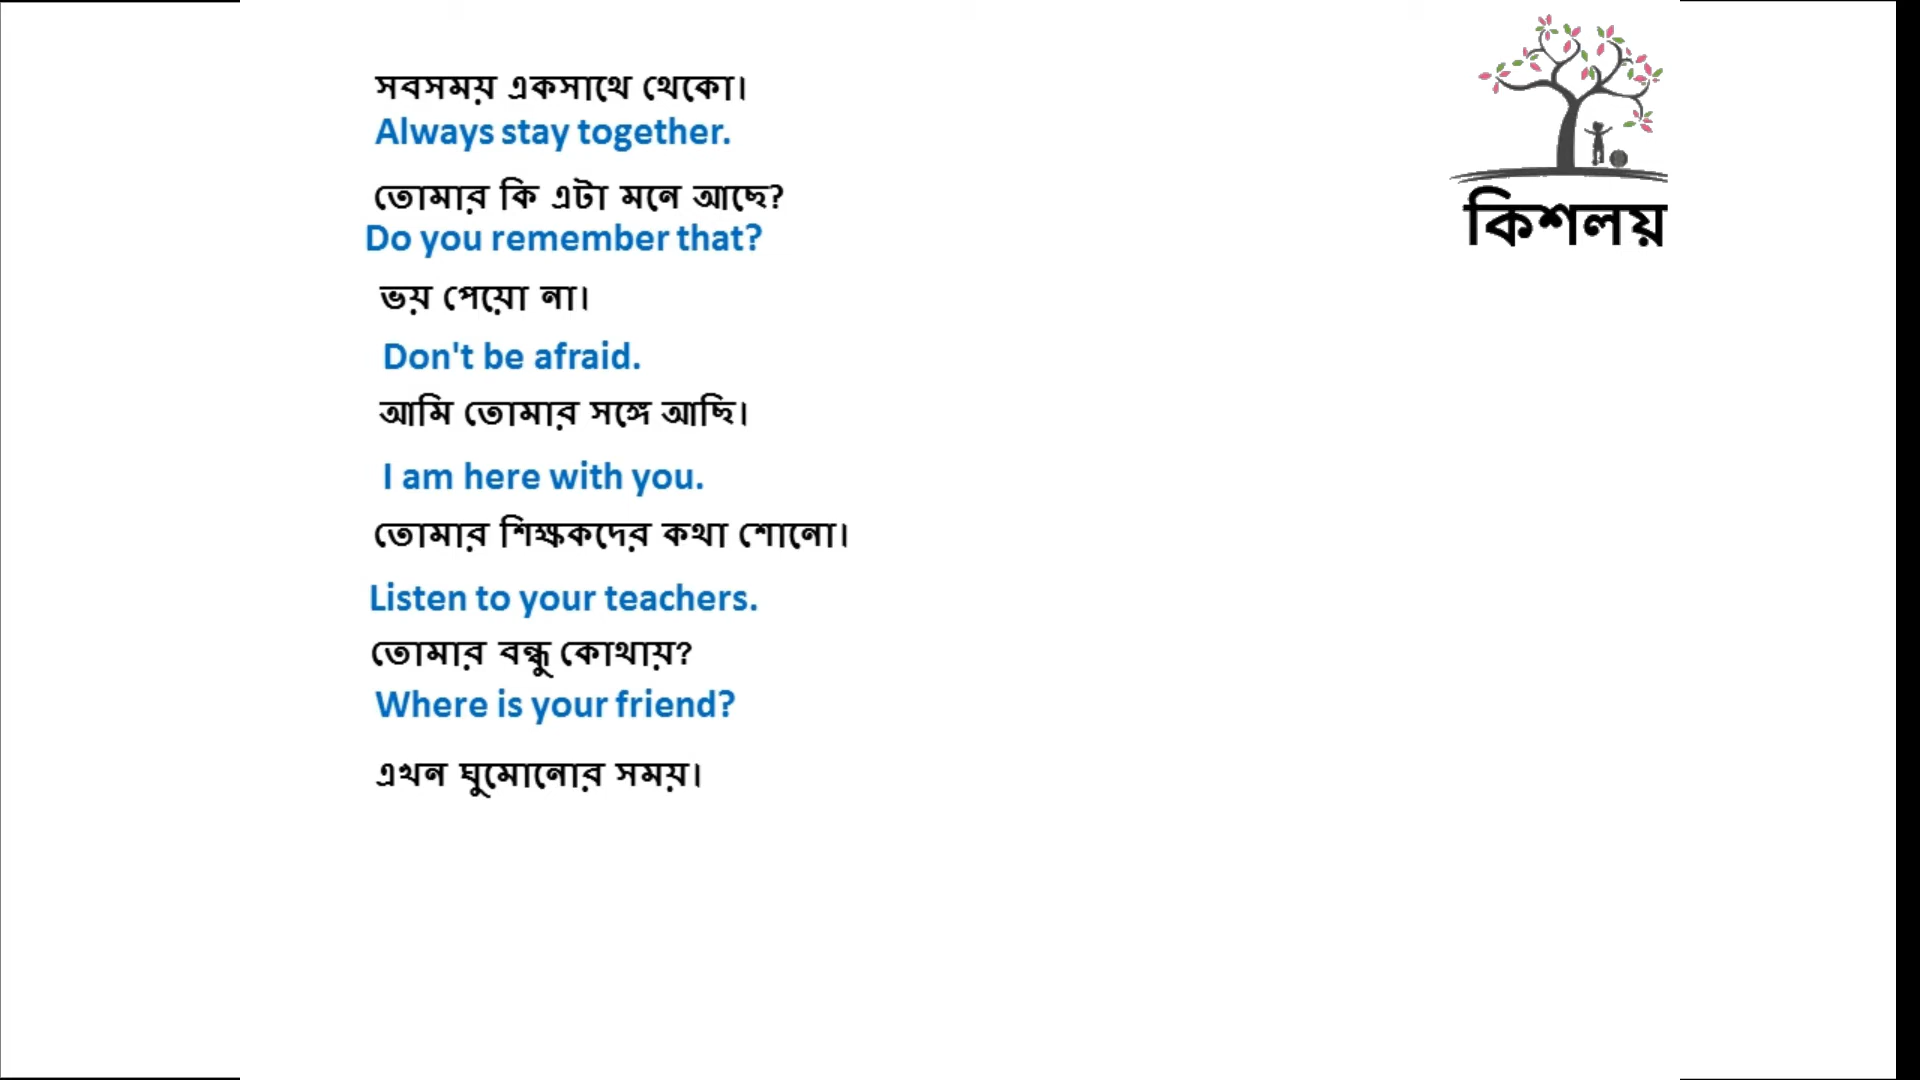 সবসময় একসাথে থেকো।
Always stay together.
তোমার কি এটা মনে আছে?
Do you remember that?
ভয় পেয়ো না।
Don't be afraid.
আমি তোমার সঙ্গে আছি।
I am here with you.
তোমার শিক্ষকদের কথা শোনো।
Listen to your teachers.
তোমার বন্ধু কোথায়?
Where is your friend?
এখন ঘুমোনোর সময়।
কিশলয়